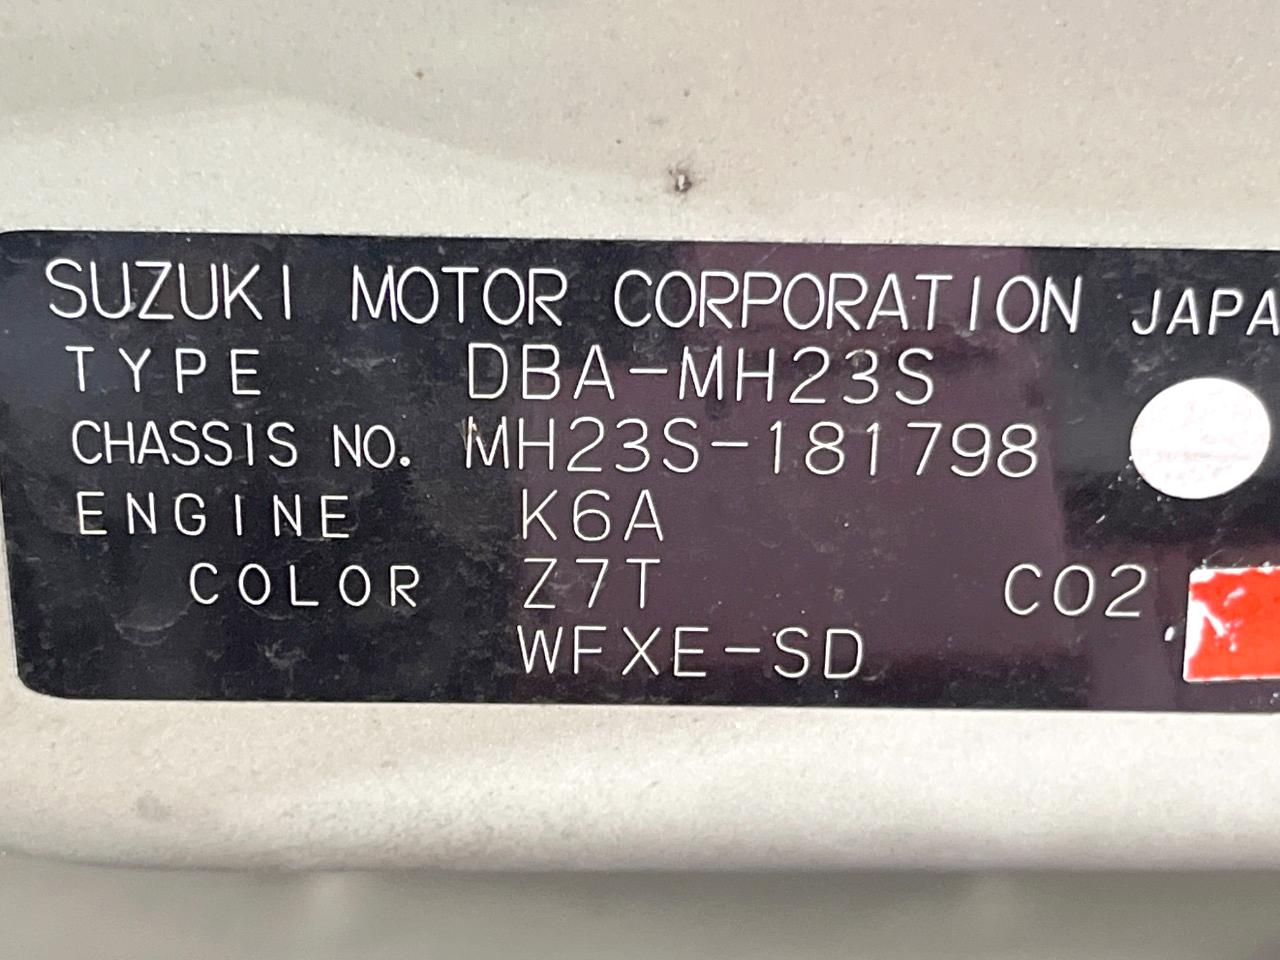 SUZUKI MOTOR CORPORATION JAPA
TYPE DBA-MH23S
CHASSIS NO. MH23S-181798
ENGINE K6A
COLOR Z7T CO2
WFXE-SD